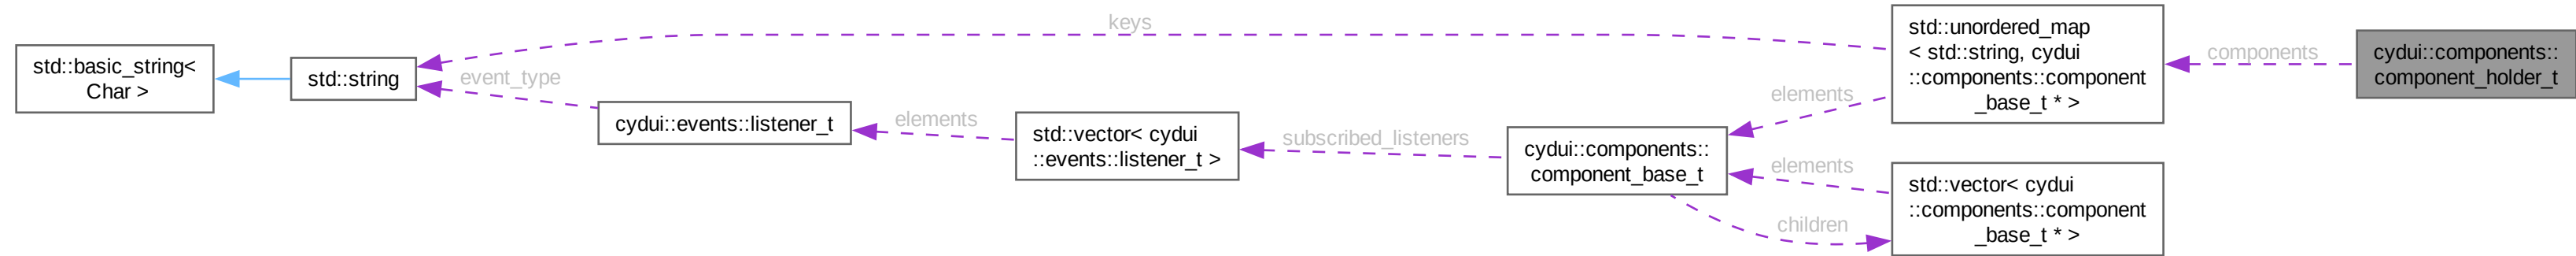 std::basic_string<
Char >
std::string
keys
event_type
cydui::events::listener_t
elements
std::vector< cydui
::events::listener_t >
subscribed_listeners
cydui::components::
component_base_t
elements
elements
children
std::unordered_map
< std::string, cydui
::components::component
_base_t * >
std::vector< cydui
::components::component
_base_t * >
components
cydui::components::
component_holder_t